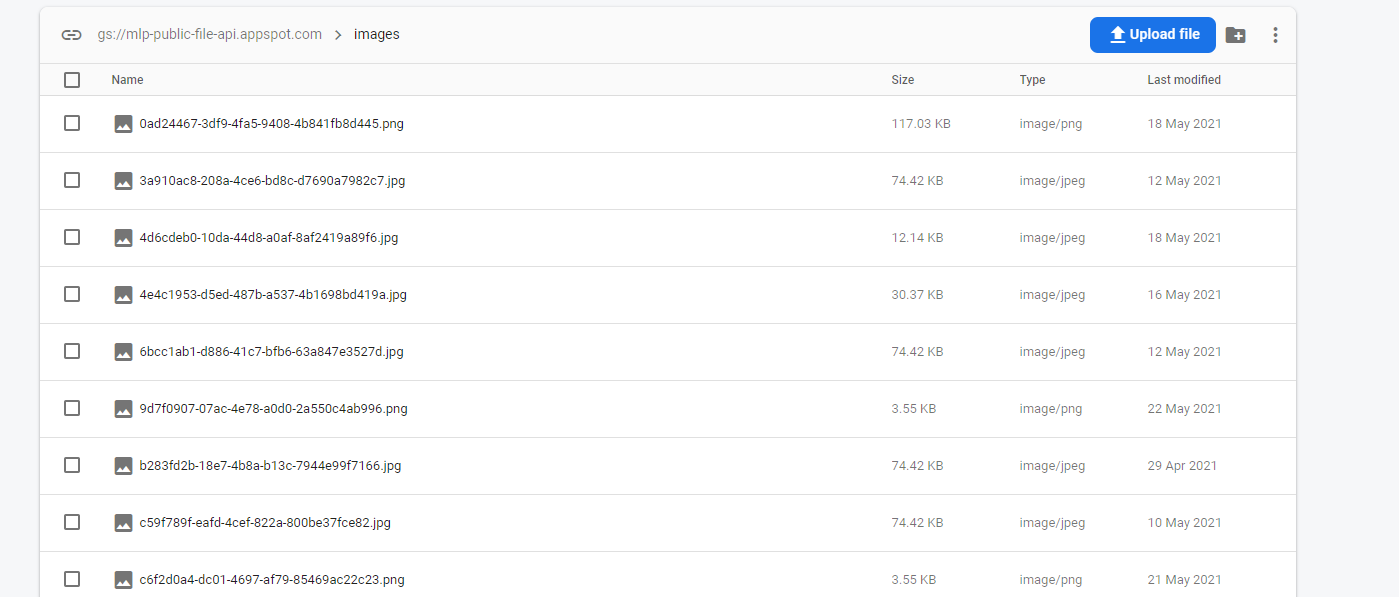 gs://mlp-public-file-api.appspot.com > images Upload file
Name Size Type Last modified
0ad24467-3df9-4fa5-9408-4b841fb8d445.png 117.03 KB image/png 18 May 2021
3a910ac8-208a-4ce6-bd8c-d7690a7982c7.jpg 74.42 KB image/jpeg 12 May 2021
4d6cdeb0-10da-44d8-a0af-8af2419a89f6.jpg 12.14 KB image/jpeg 18 May 2021
4e4c1953-d5ed-487b-a537-4b1698bd419a.jpg 30.37 KB image/jpeg 16 May 2021
6bcc1ab1-d886-41c7-bfb6-63a847e3527d.jpg 74.42 KB image/jpeg 12 May 2021
9d7f0907-07ac-4e78-a0d0-2a550c4ab996.png 3.55 KB image/png 22 May 2021
b283fd2b-18e7-4b8a-b13c-7944e99f7166.jpg 74.42 KB image/jpeg 29 Apr 2021
c59f789f-eafd-4cef-822a-800be37fce82.jpg 74.42 KB image/jpeg 10 May 2021
c6f2d0a4-dc01-4697-af79-85469ac22c23.png 3.55 KB image/png 21 May 2021